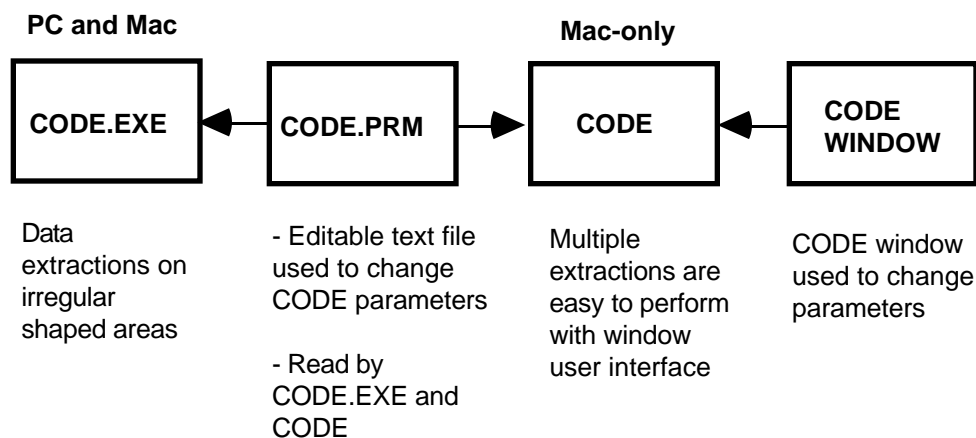 PC and Mac
Mac-only
CODE.EXE
CODE.PRM
CODE
CODE
WINDOW
Data
extractions on
irregular
shaped areas
- Editable text file
used to change
CODE parameters
- Read by
CODE.EXE and
CODE
Multiple
extractions are
easy to perform
with window
user interface
CODE window
used to change
parameters